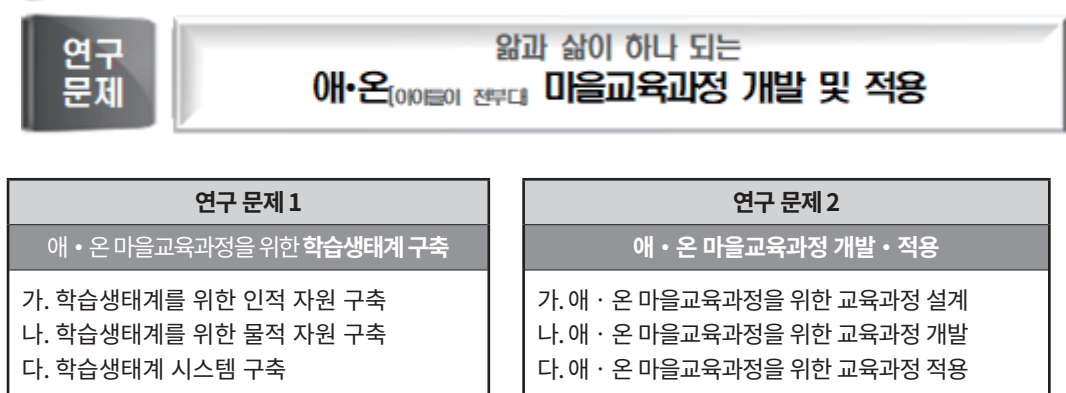 연구
문제
앎과 삶이 하나 되는
애·온[아이들이 전부다] 마을교육과정 개발 및 적용
연구 문제 1
애・온 마을교육과정을 위한 학습생태계 구축
가. 학습생태계를 위한 인적 자원 구축
나. 학습생태계를 위한 물적 자원 구축
다. 학습생태계 시스템 구축
연구 문제 2
애・온 마을교육과정 개발・적용
가. 애 · 온 마을교육과정을 위한 교육과정 설계
나. 애 · 온 마을교육과정을 위한 교육과정 개발
다. 애 · 온 마을교육과정을 위한 교육과정 적용